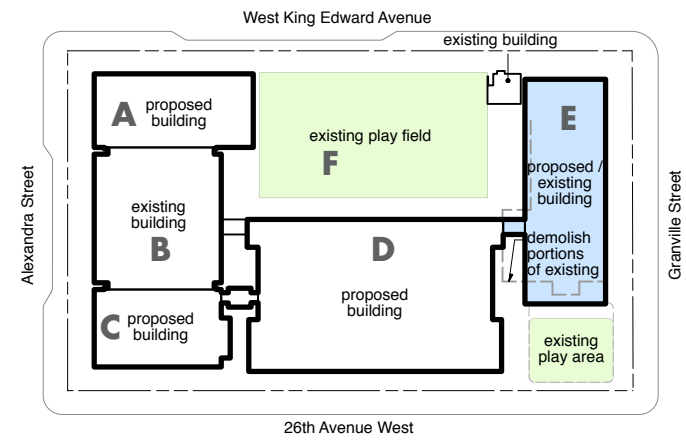 West King Edward Avenue
existing building
A
proposed
building
E
existing play field
F
proposed /
existing
building
existing
building
B
demolish
portions
of existing
D
proposed
building
C
proposed
building
existing
play area
Alexandra Street
Granville Street
26th Avenue West